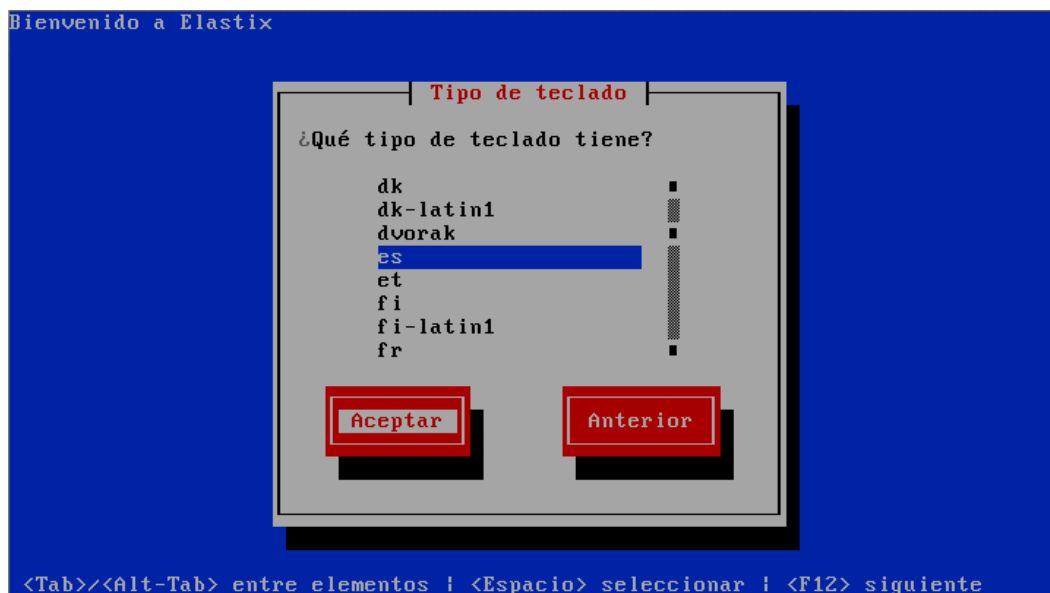 Bienvenido a Elastix
Tipo de teclado
¿Qué tipo de teclado tiene?
dk
dk-latin1
dvorak
es
et
fi
fi-latin1
fr
Aceptar
Anterior
<Tab>/<Alt-Tab> entre elementos | <Espacio> seleccionar | <F12> siguiente